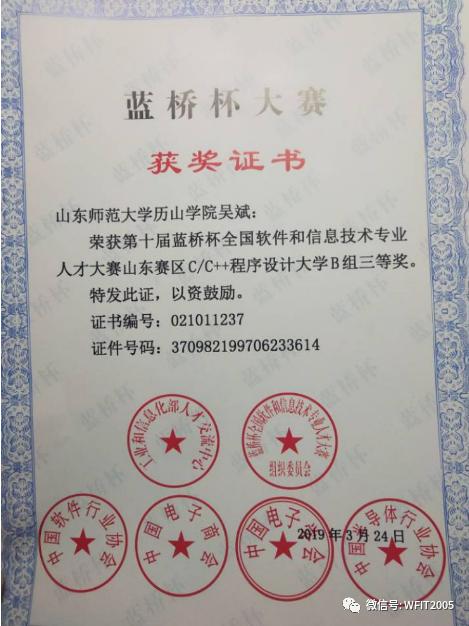 蓝桥杯大赛
获奖证书
山东师范大学历山学院吴斌：
荣获第十届蓝桥杯全国软件和信息技术专业
人才大赛山东赛区C/C++程序设计大学B组三等奖。
特发此证，以资鼓励。
证书编号：021011237
证件号码：370982199706233614
工业和信息化部人才交流中心
蓝桥杯全国软件和信息技术专业人才大赛
组织委员会
中国软件行业协会
中国电子商会
中国电子学会
中国半导体行业协会
2019年3月24日
微信号：WFIT2005